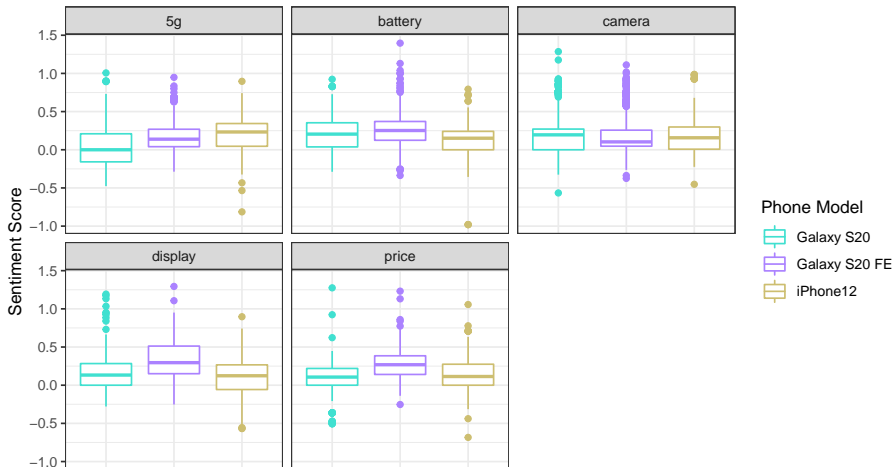 5g battery camera
1.5
1.0
0.5
0.0
−0.5
−1.0
display price
1.5
1.0
0.5
0.0
−0.5
−1.0
Sentiment Score
Phone Model
Galaxy S20
Galaxy S20 FE
iPhone12